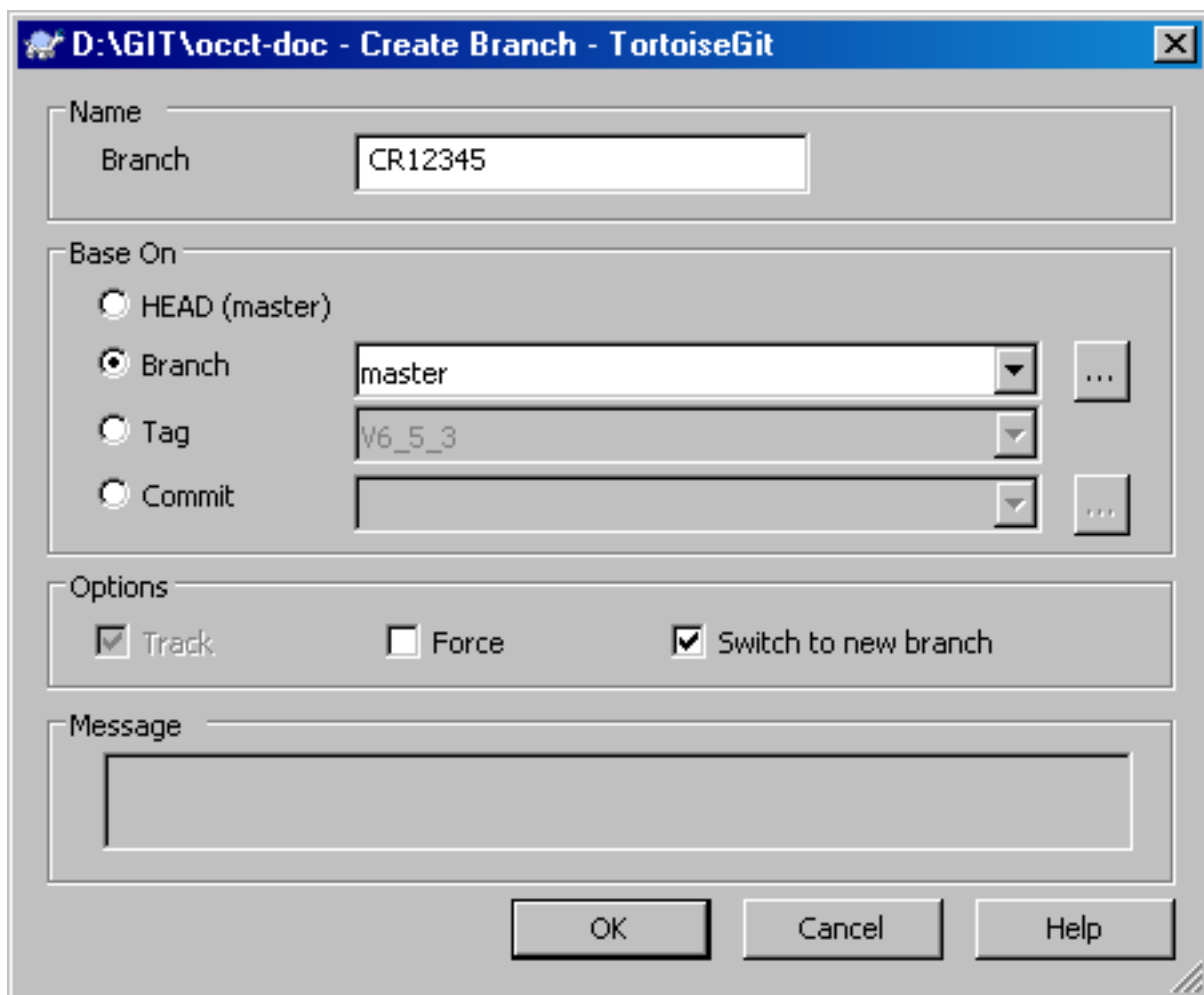 D:\GIT\occt-doc - Create Branch - TortoiseGit
Name
Branch CR12345
Base On
HEAD (master)
Branch master ...
Tag V6_5_3
Commit ...
Options
Track Force Switch to new branch
Message
OK Cancel Help